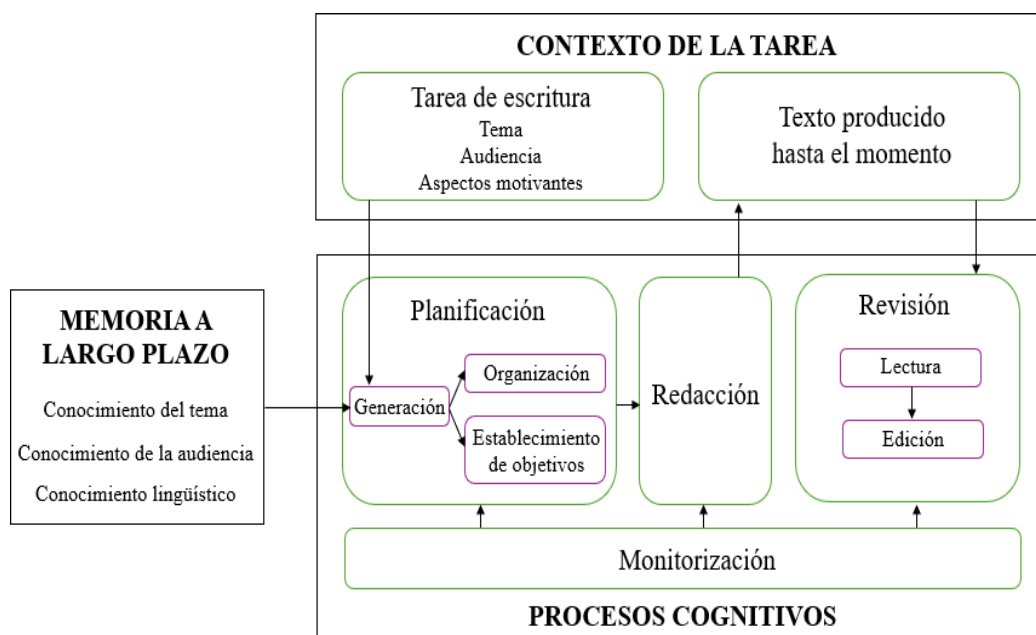 CONTEXTO DE LA TAREA
Tarea de escritura
Tema
Audiencia
Aspectos motivantes
Texto producido
hasta el momento
MEMORIA A
LARGO PLAZO
Conocimiento del tema
Conocimiento de la audiencia
Conocimiento lingüístico
Planificación
Generación
Organización
Establecimiento
de objetivos
Redacción
Revisión
Lectura
Edición
Monitorización
PROCESOS COGNITIVOS